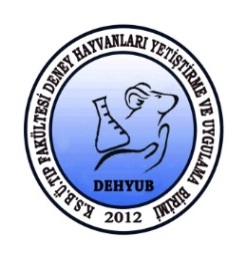 K.S.B.Ü.TIP FAKÜLTESİ DENEY HAYVANLARI YETİŞTİRME VE UYGULAMA BİRİMİ
DEHYUB
2012